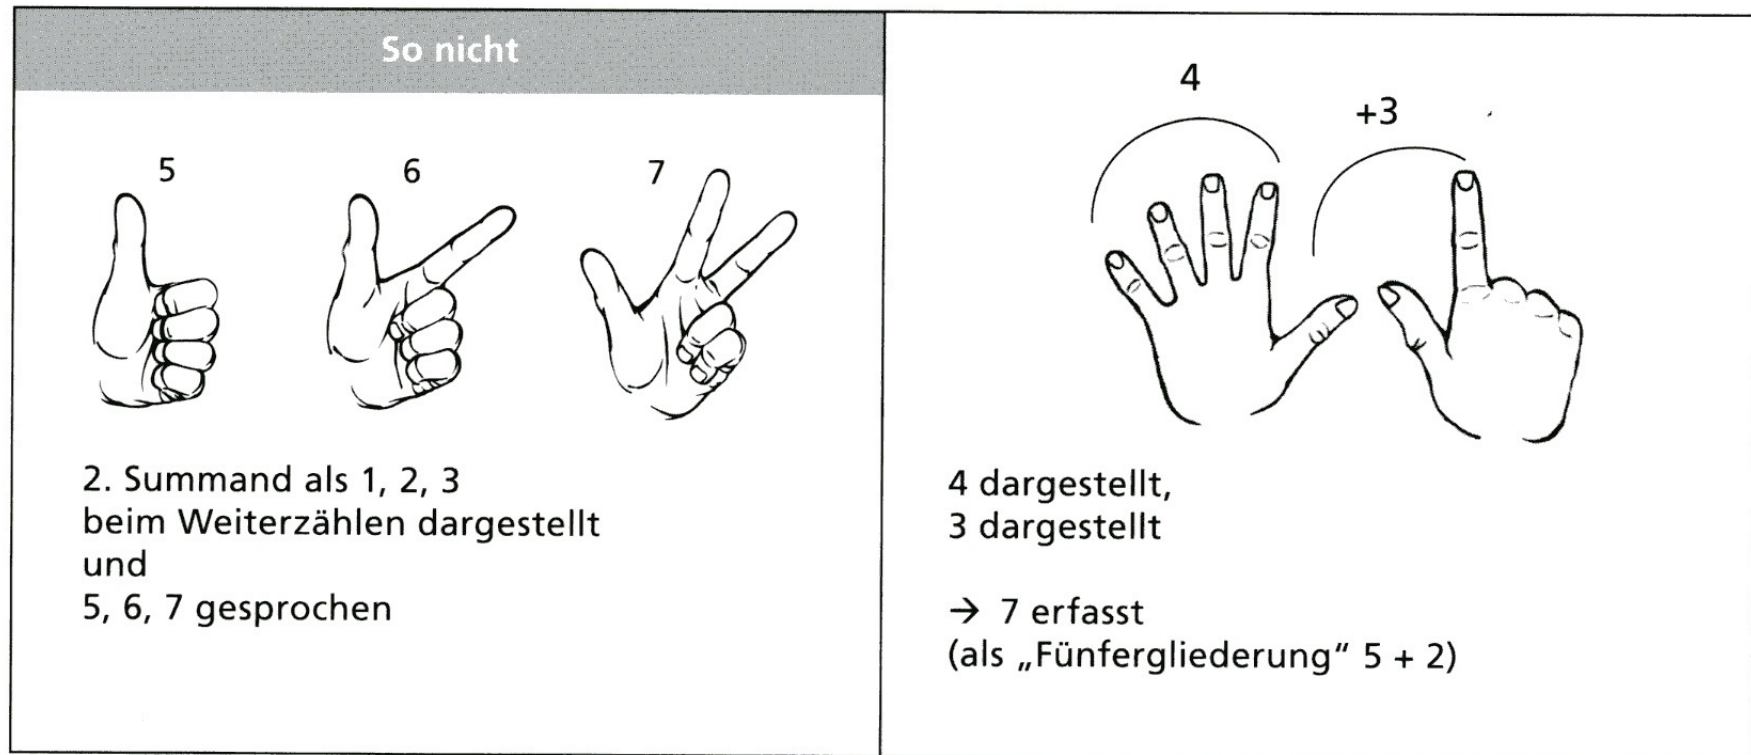 So nicht
5
6
7
2. Summand als 1, 2, 3
beim Weiterzählen dargestellt
und
5, 6, 7 gesprochen
4
+3
4 dargestellt,
3 dargestellt
→ 7 erfasst
(als „Fünfergliederung“ 5 + 2)